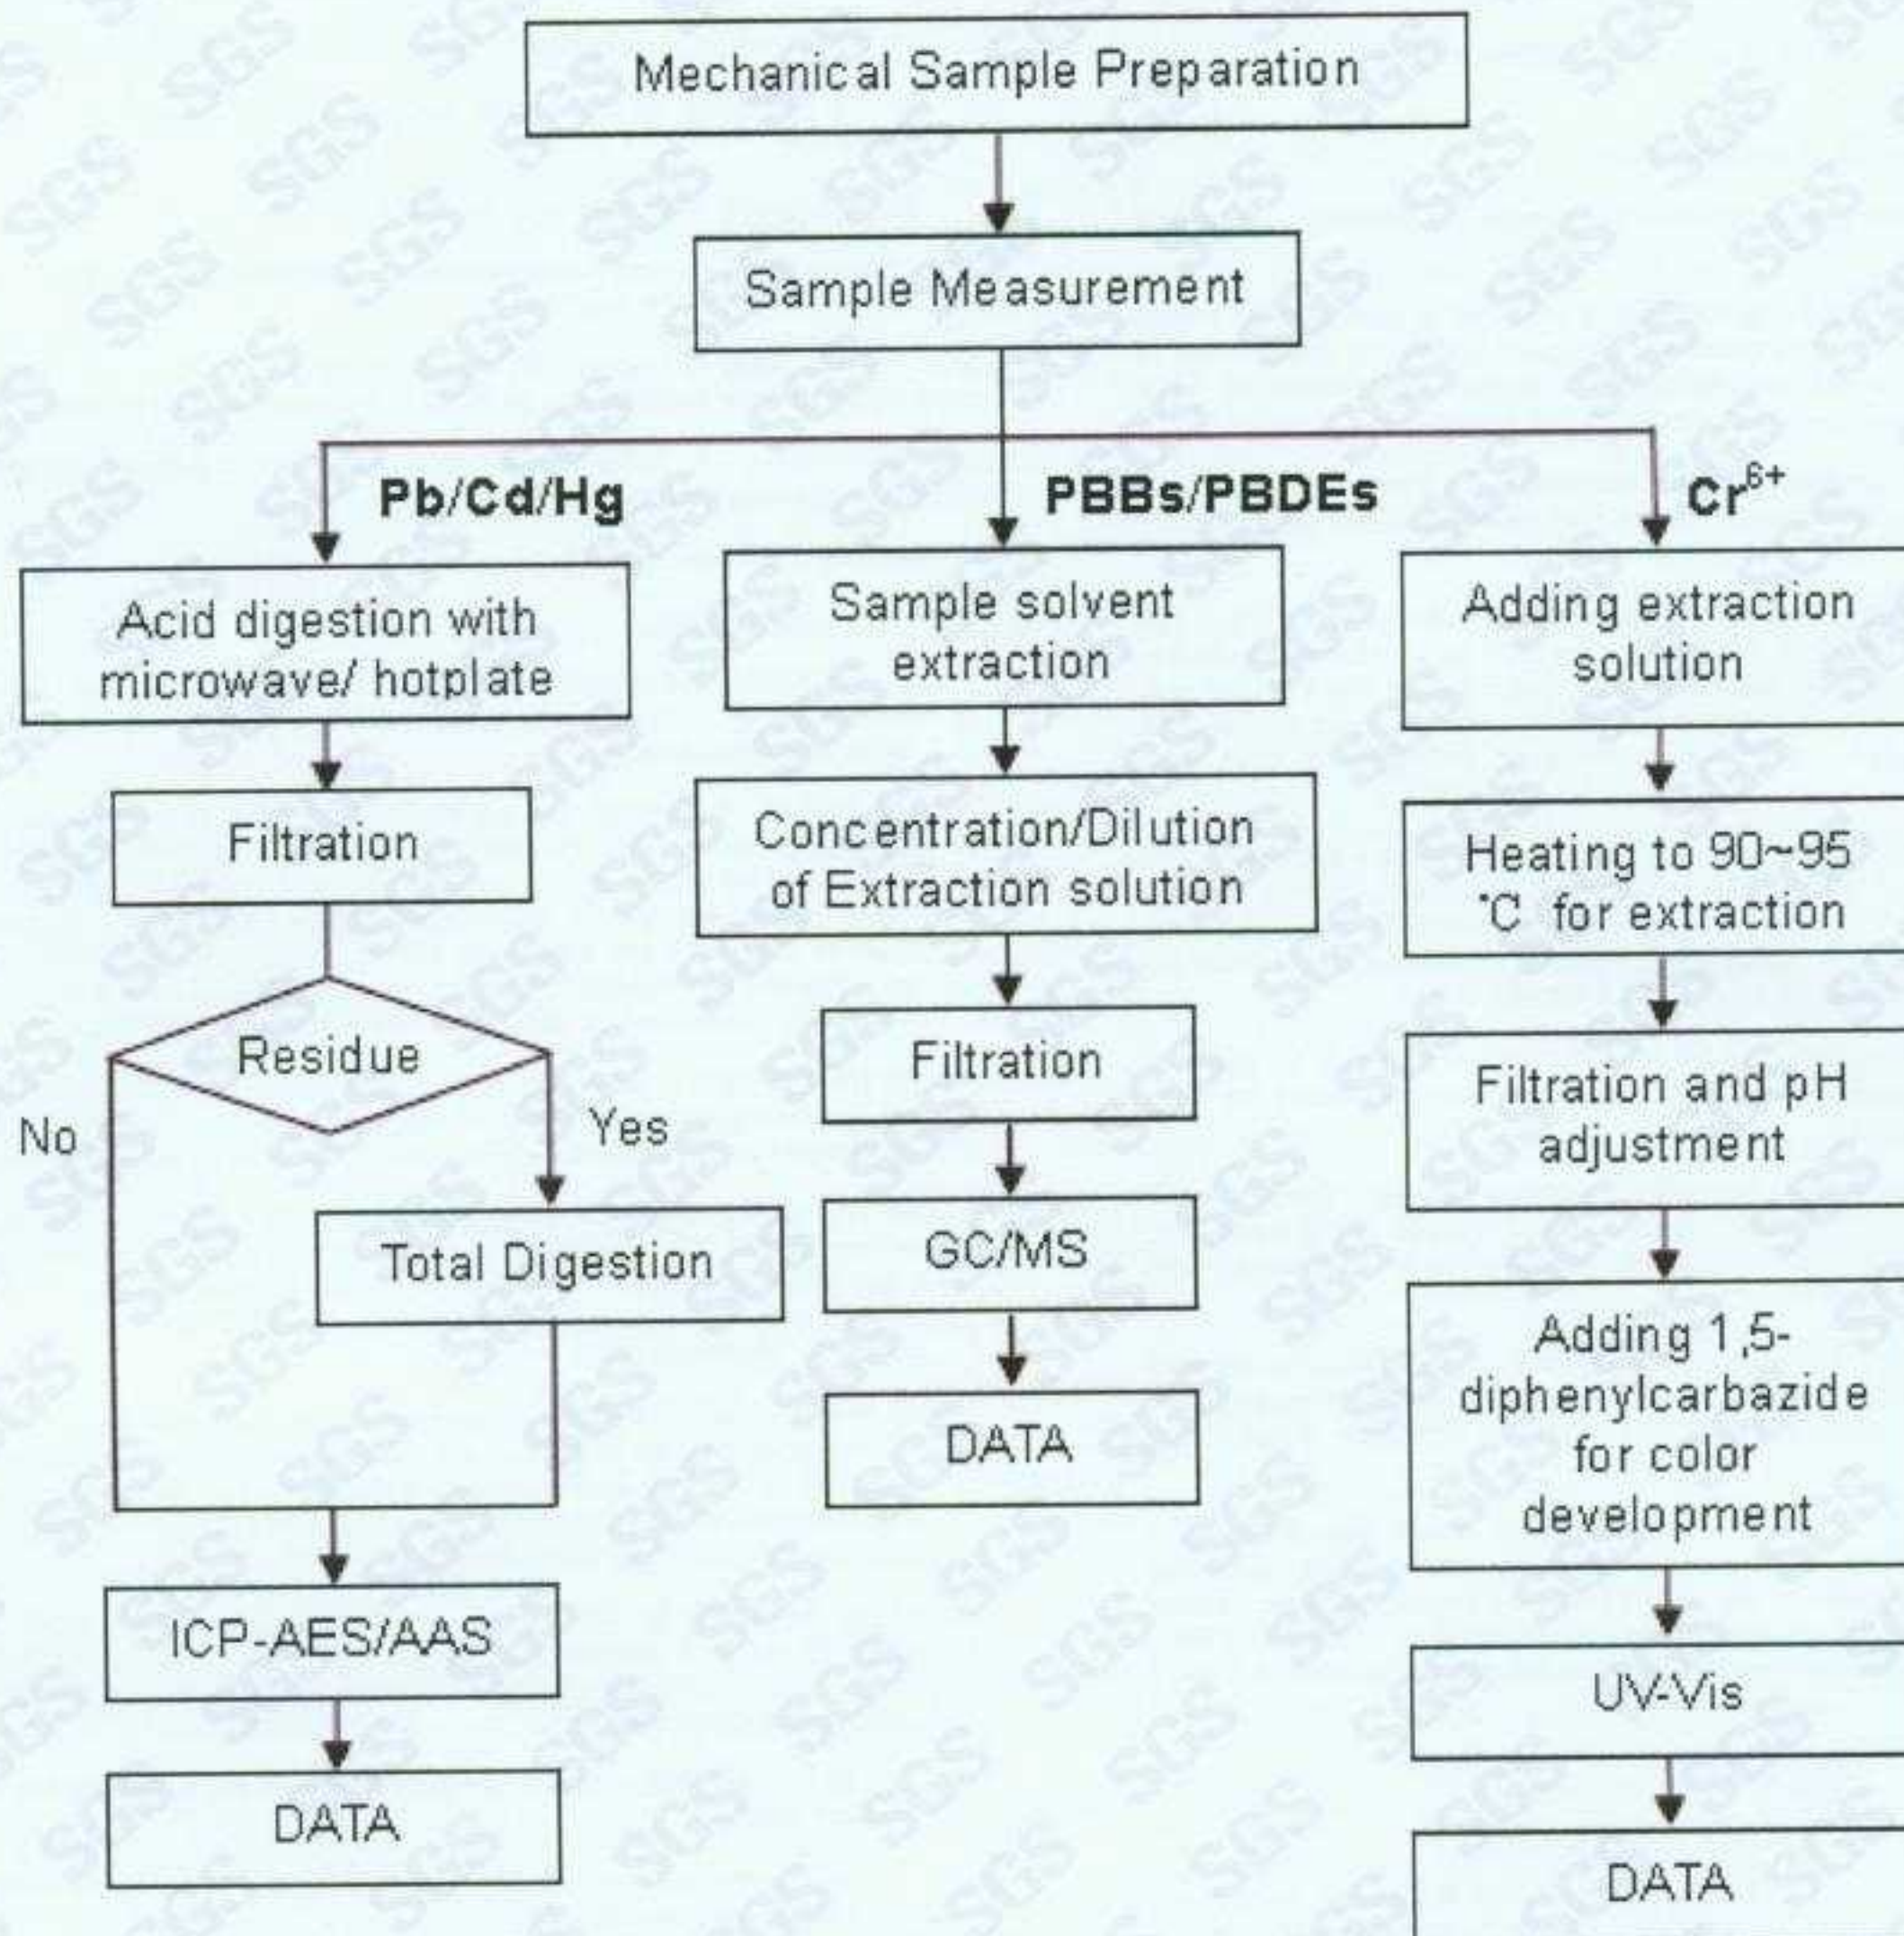 Mechanical Sample Preparation
Sample Measurement
Pb/Cd/Hg
Acid digestion with
microwave/ hotplate
Filtration
Residue
No
Yes
Total Digestion
ICP-AES/AAS
DATA
PBBs/PBDEs
Sample solvent
extraction
Concentration/Dilution
of Extraction solution
Filtration
GC/MS
DATA
Cr⁶⁺
Adding extraction
solution
Heating to 90~95
℃ for extraction
Filtration and pH
adjustment
Adding 1,5-
diphenylcarbazide
for color
development
UV-Vis
DATA